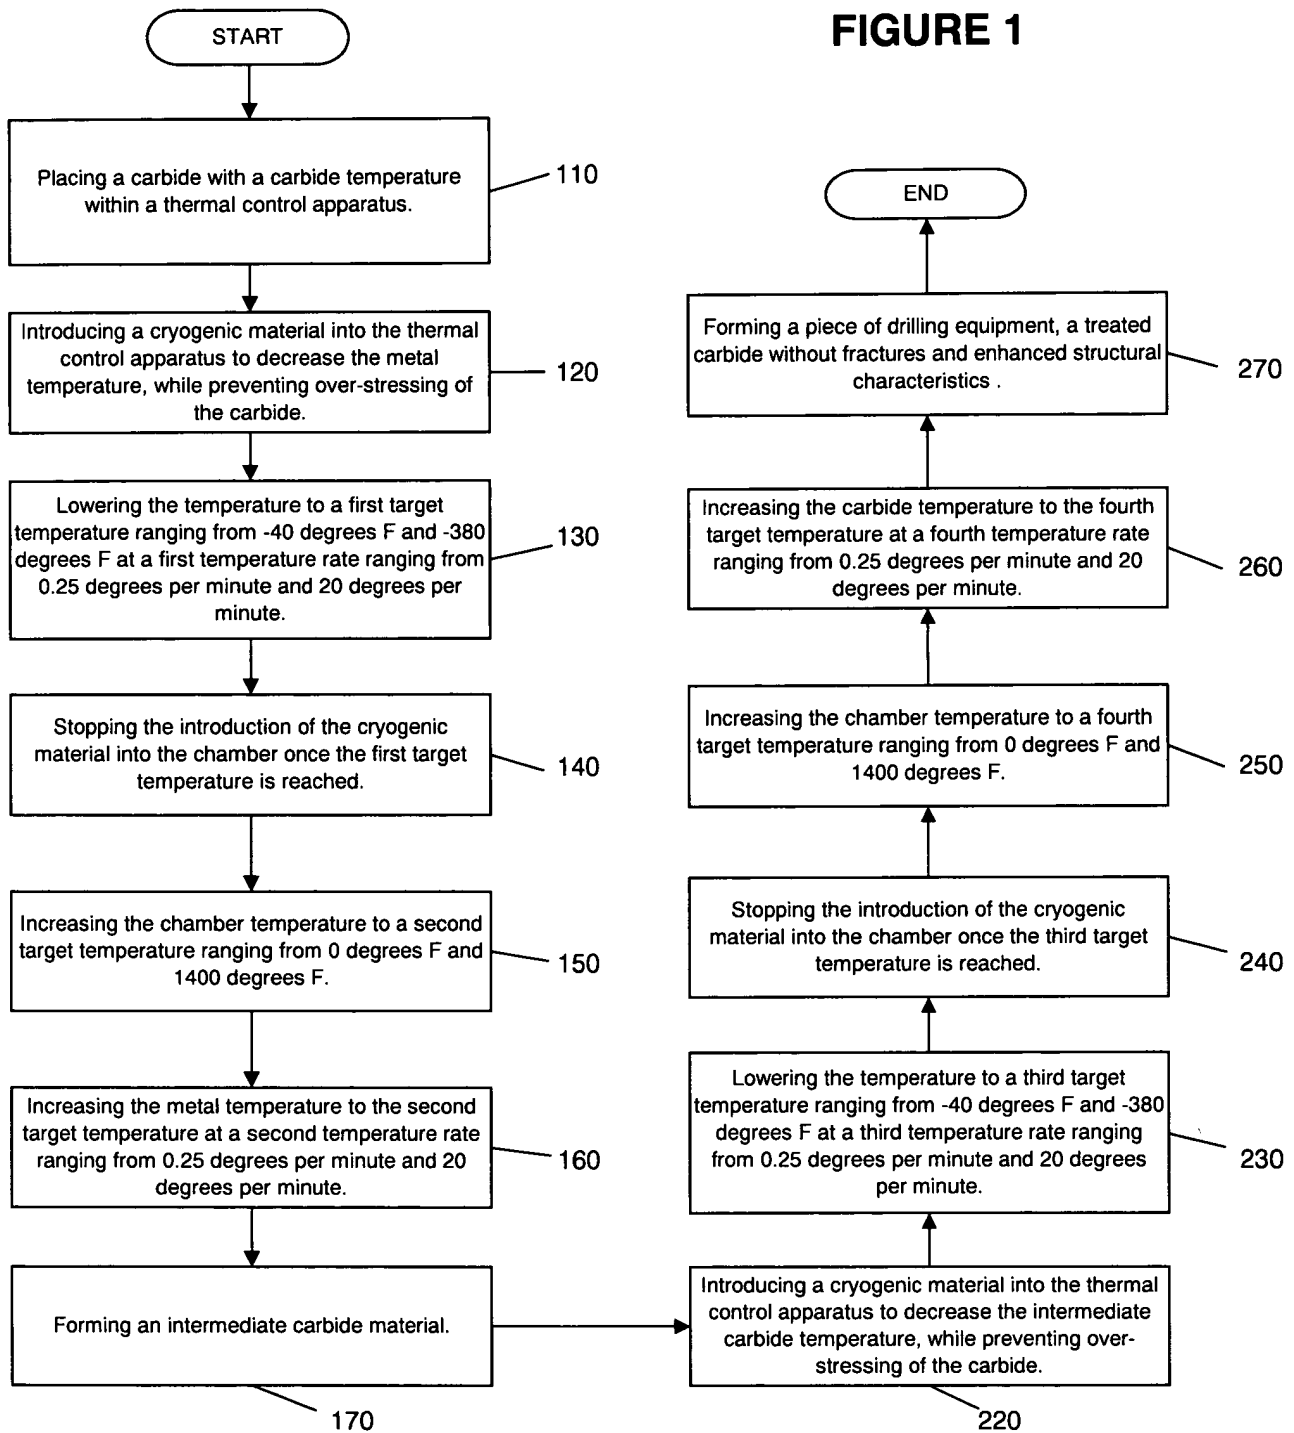 FIGURE 1
START
Placing a carbide with a carbide temperature
within a thermal control apparatus.
110
Introducing a cryogenic material into the thermal
control apparatus to decrease the metal
temperature, while preventing over-stressing of
the carbide.
120
Lowering the temperature to a first target
temperature ranging from -40 degrees F and -380
degrees F at a first temperature rate ranging from
0.25 degrees per minute and 20 degrees per
minute.
130
Stopping the introduction of the cryogenic
material into the chamber once the first target
temperature is reached.
140
Increasing the chamber temperature to a second
target temperature ranging from 0 degrees F and
1400 degrees F.
150
Increasing the metal temperature to the second
target temperature at a second temperature rate
ranging from 0.25 degrees per minute and 20
degrees per minute.
160
Forming an intermediate carbide material.
170
Introducing a cryogenic material into the thermal
control apparatus to decrease the intermediate
carbide temperature, while preventing over-
stressing of the carbide.
220
Lowering the temperature to a third target
temperature ranging from -40 degrees F and -380
degrees F at a third temperature rate ranging
from 0.25 degrees per minute and 20 degrees
per minute.
230
Stopping the introduction of the cryogenic
material into the chamber once the third target
temperature is reached.
240
Increasing the chamber temperature to a fourth
target temperature ranging from 0 degrees F and
1400 degrees F.
250
Increasing the carbide temperature to the fourth
target temperature at a fourth temperature rate
ranging from 0.25 degrees per minute and 20
degrees per minute.
260
Forming a piece of drilling equipment, a treated
carbide without fractures and enhanced structural
characteristics .
270
END